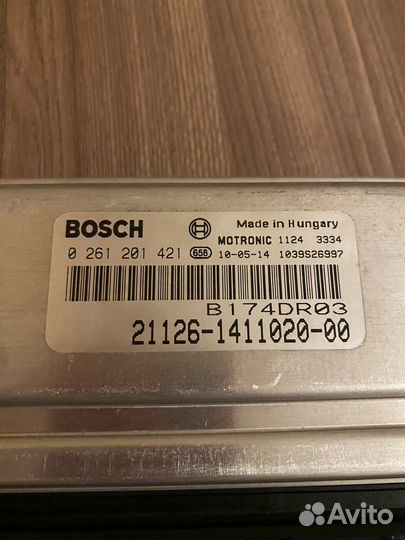 BOSCH Made in Hungary
MOTRONIC 1124 3334
0 261 201 421 658 10-05-14 1039S26997
B174DR03
21126-1411020-00
Avito